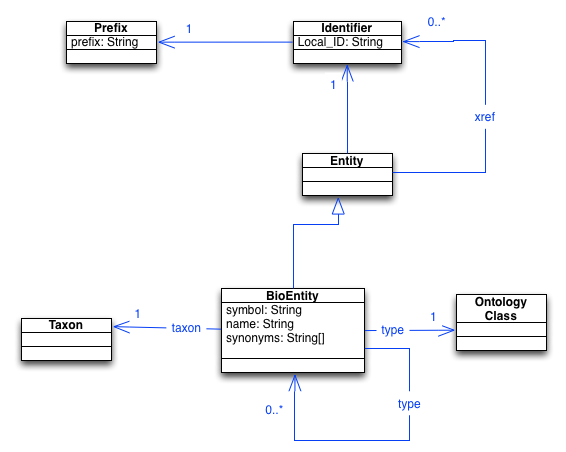 Prefix
prefix: String
1
Identifier
Local_ID: String
0..*
1
xref
Entity
BioEntity
symbol: String
name: String
synonyms: String[]
Taxon
1
taxon
type
1
Ontology
Class
type
0..*